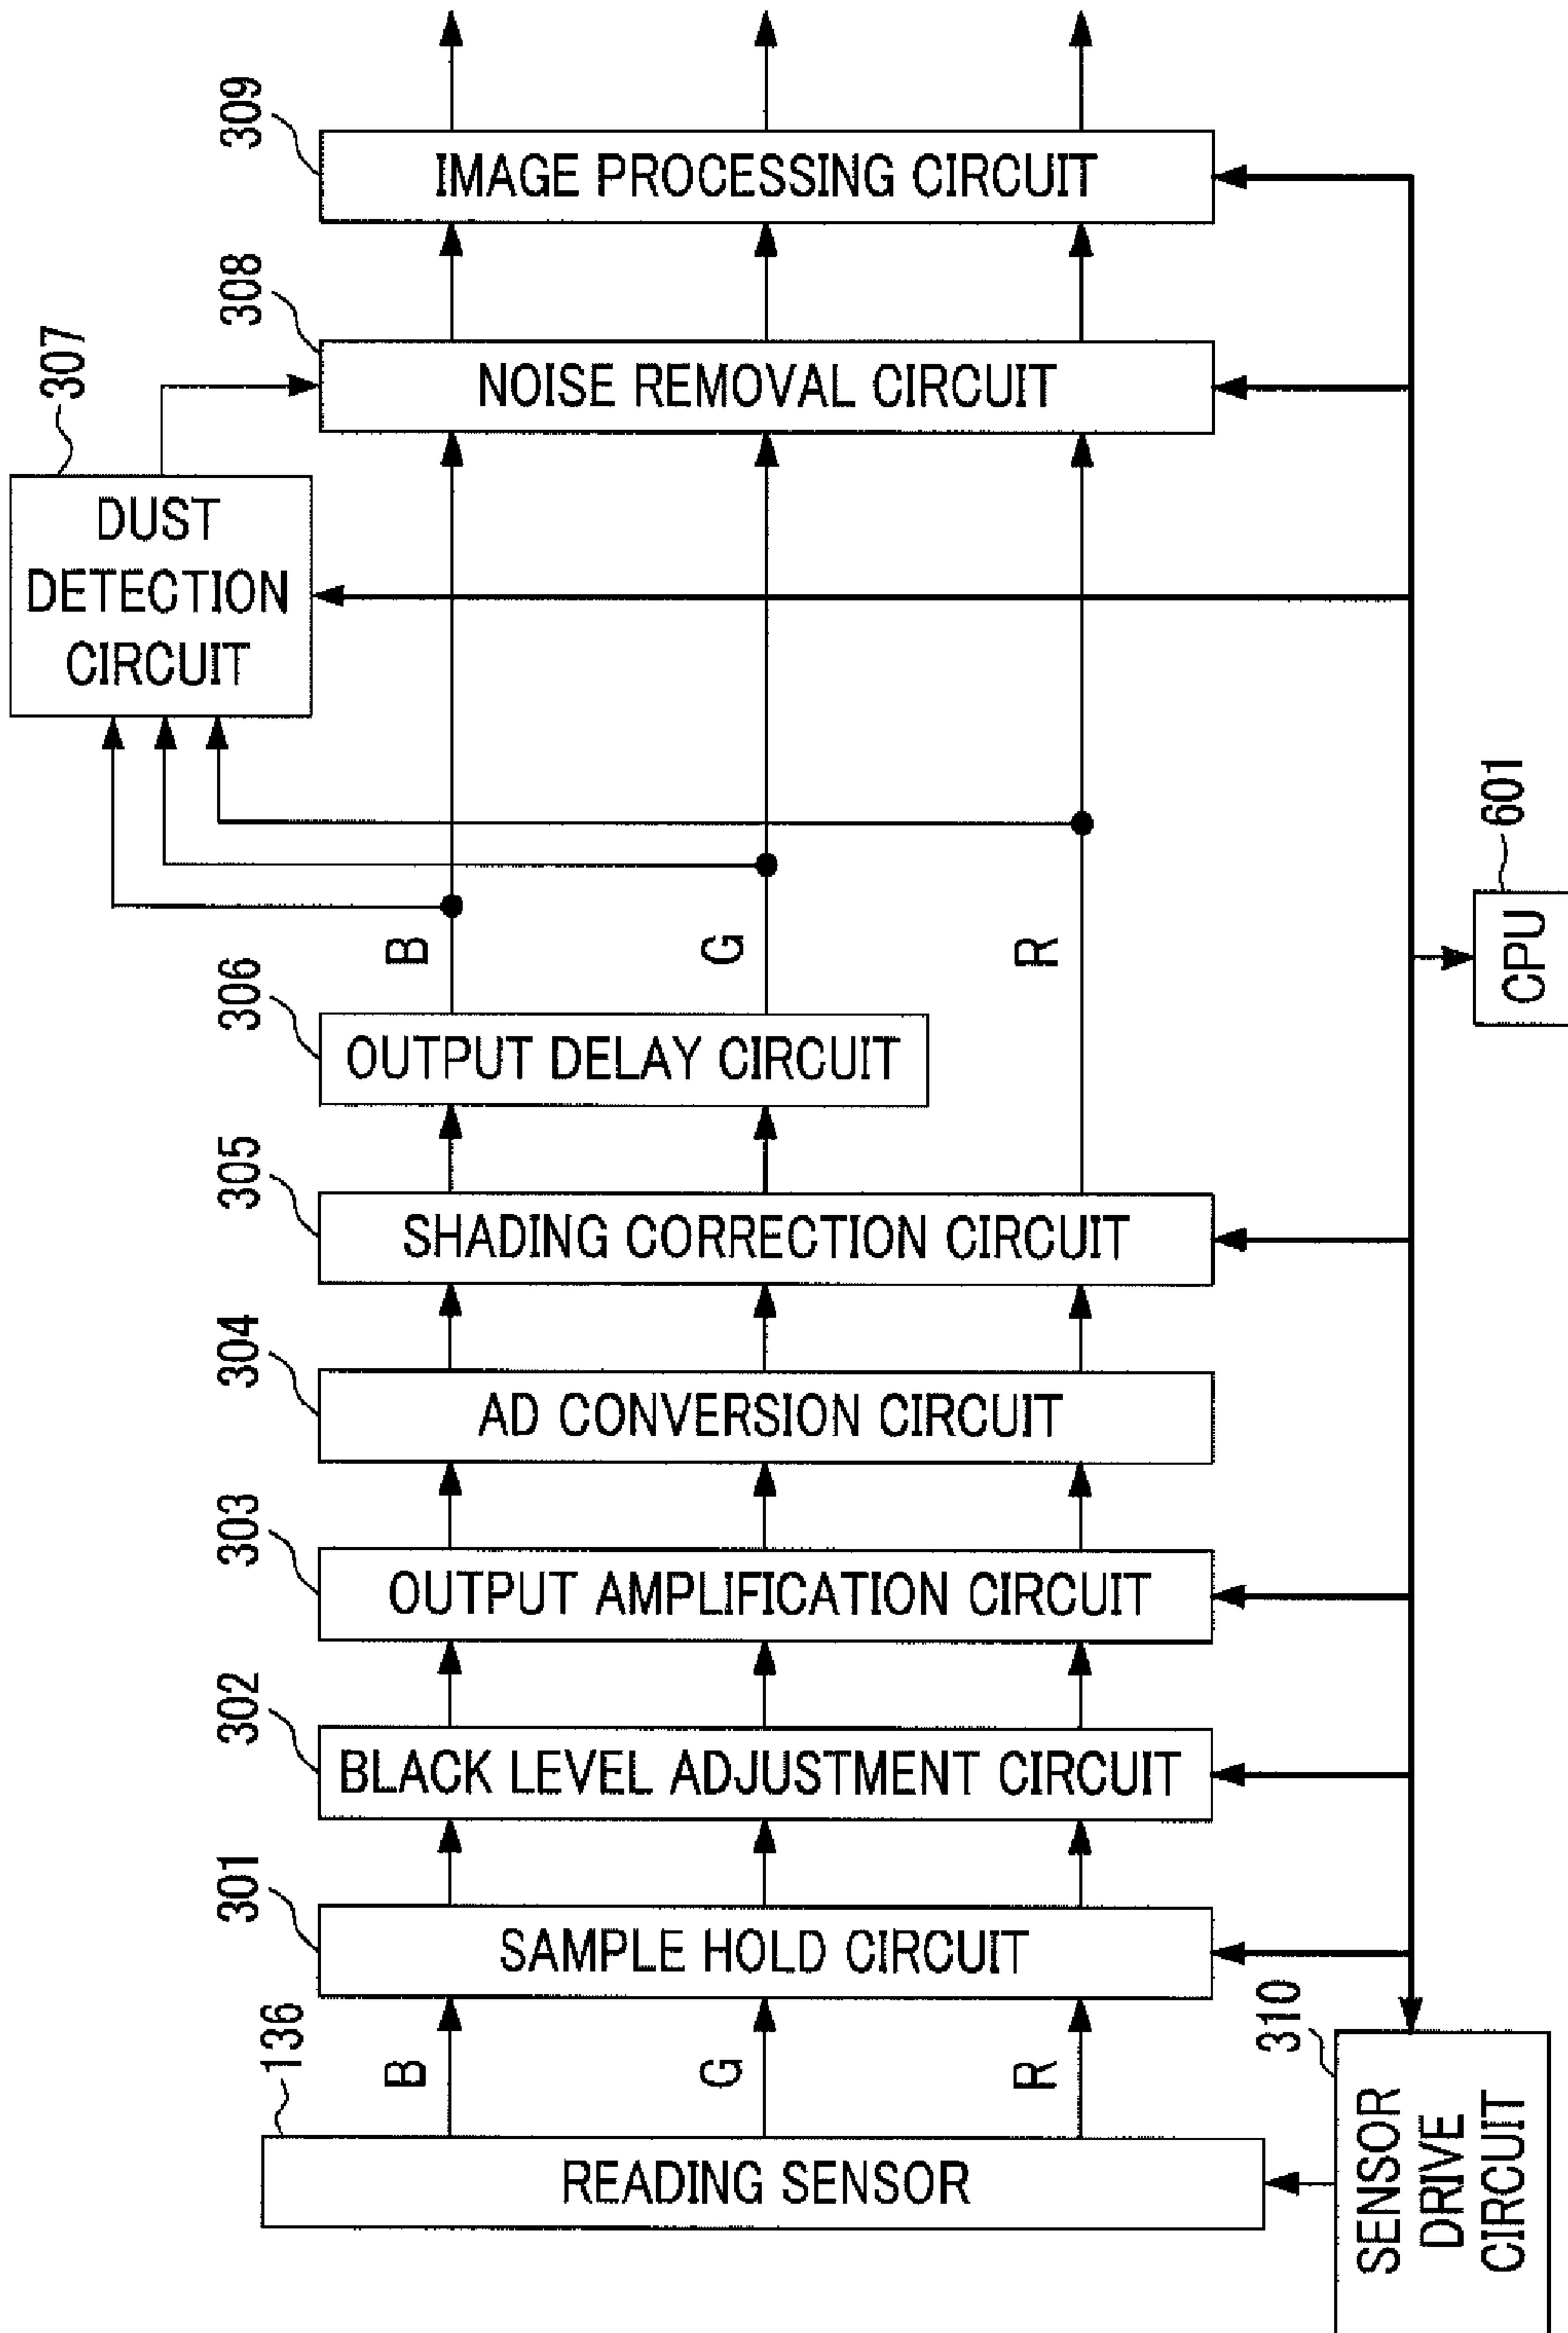 309
IMAGE PROCESSING CIRCUIT
308
NOISE REMOVAL CIRCUIT
307
DUST
DETECTION
CIRCUIT
B
G
R
601
CPU
306
OUTPUT DELAY CIRCUIT
305
SHADING CORRECTION CIRCUIT
304
AD CONVERSION CIRCUIT
303
OUTPUT AMPLIFICATION CIRCUIT
302
BLACK LEVEL ADJUSTMENT CIRCUIT
301
SAMPLE HOLD CIRCUIT
136
B
G
R
READING SENSOR
310
SENSOR
DRIVE
CIRCUIT